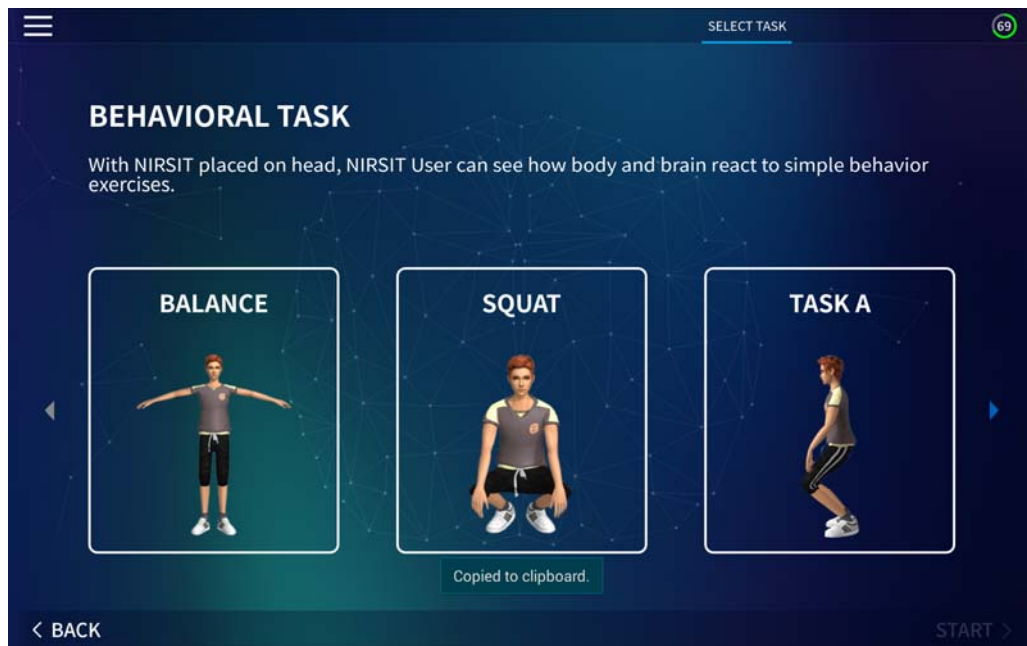 SELECT TASK
69
BEHAVIORAL TASK
With NIRSIT placed on head, NIRSIT User can see how body and brain react to simple behavior
exercises.
BALANCE
SQUAT
TASK A
Copied to clipboard.
< BACK
START >